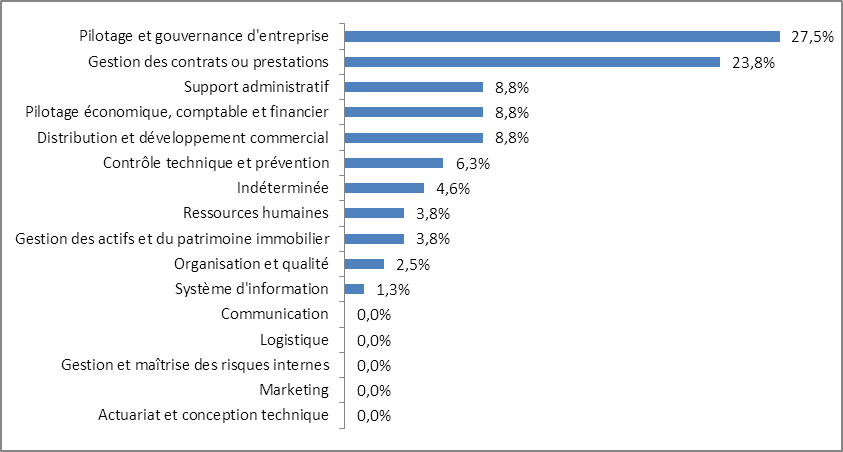 Pilotage et gouvernance d'entreprise 27,5%
Gestion des contrats ou prestations 23,8%
Support administratif 8,8%
Pilotage économique, comptable et financier 8,8%
Distribution et développement commercial 8,8%
Contrôle technique et prévention 6,3%
Indéterminée 4,6%
Ressources humaines 3,8%
Gestion des actifs et du patrimoine immobilier 3,8%
Organisation et qualité 2,5%
Système d'information 1,3%
Communication 0,0%
Logistique 0,0%
Gestion et maîtrise des risques internes 0,0%
Marketing 0,0%
Actuariat et conception technique 0,0%